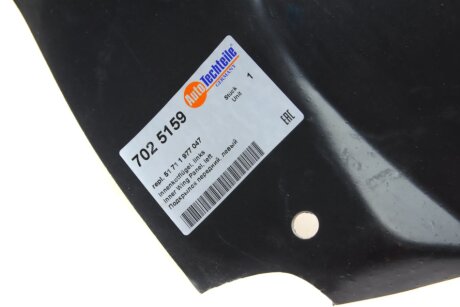 AutoTechteile
GERMANY
702 5159
Stück
Unit
1
repl. 51 71 1 977 047
Innenkotflügel, links
Inner Wing Panel, left
Подкрылок передний, левый
EAC